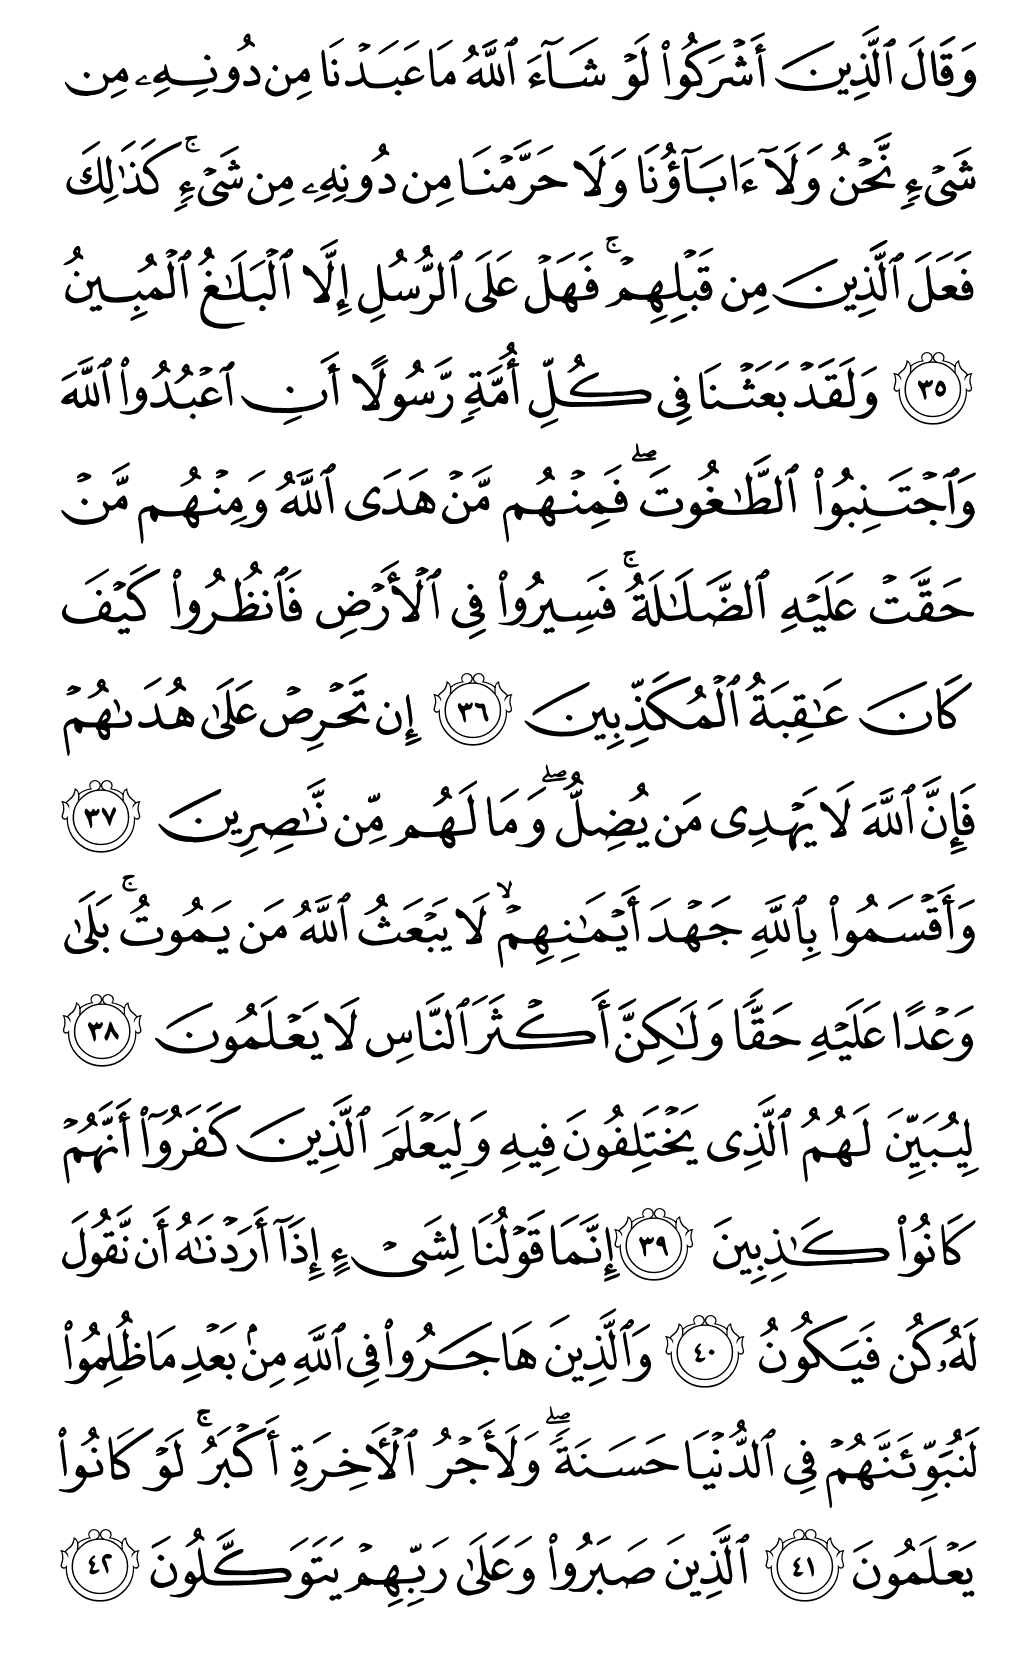 وَقَالَ ٱلَّذِينَ أَشْرَكُوا۟ لَوْ شَآءَ ٱللَّهُ مَا عَبَدْنَا مِن دُونِهِۦ مِن
شَىْءٍ نَّحْنُ وَلَآ ءَابَآؤُنَا وَلَا حَرَّمْنَا مِن دُونِهِۦ مِن شَىْءٍ ۚ كَذَٰلِكَ
فَعَلَ ٱلَّذِينَ مِن قَبْلِهِمْ ۚ فَهَلْ عَلَى ٱلرُّسُلِ إِلَّا ٱلْبَلَـٰغُ ٱلْمُبِينُ
٣٥ وَلَقَدْ بَعَثْنَا فِى كُلِّ أُمَّةٍ رَّسُولًا أَنِ ٱعْبُدُوا۟ ٱللَّهَ
وَٱجْتَنِبُوا۟ ٱلطَّـٰغُوتَ ۖ فَمِنْهُم مَّنْ هَدَى ٱللَّهُ وَمِنْهُم مَّنْ
حَقَّتْ عَلَيْهِ ٱلضَّلَـٰلَةُ ۚ فَسِيرُوا۟ فِى ٱلْأَرْضِ فَٱنظُرُوا۟ كَيْفَ
كَانَ عَـٰقِبَةُ ٱلْمُكَذِّبِينَ ٣٦ إِن تَحْرِصْ عَلَىٰ هُدَىٰهُمْ
فَإِنَّ ٱللَّهَ لَا يَهْدِى مَن يُضِلُّ ۖ وَمَا لَهُم مِّن نَّـٰصِرِينَ ٣٧
وَأَقْسَمُوا۟ بِٱللَّهِ جَهْدَ أَيْمَـٰنِهِمْ ۙ لَا يَبْعَثُ ٱللَّهُ مَن يَمُوتُ ۚ بَلَىٰ
وَعْدًا عَلَيْهِ حَقًّا وَلَـٰكِنَّ أَكْثَرَ ٱلنَّاسِ لَا يَعْلَمُونَ ٣٨
لِيُبَيِّنَ لَهُمُ ٱلَّذِى يَخْتَلِفُونَ فِيهِ وَلِيَعْلَمَ ٱلَّذِينَ كَفَرُوٓا۟ أَنَّهُمْ
كَانُوا۟ كَـٰذِبِينَ ٣٩ إِنَّمَا قَوْلُنَا لِشَىْءٍ إِذَآ أَرَدْنَـٰهُ أَن نَّقُولَ
لَهُۥ كُن فَيَكُونُ ٤٠ وَٱلَّذِينَ هَاجَرُوا۟ فِى ٱللَّهِ مِنۢ بَعْدِ مَا ظُلِمُوا۟
لَنُبَوِّئَنَّهُمْ فِى ٱلدُّنْيَا حَسَنَةً ۖ وَلَأَجْرُ ٱلْـَٔاخِرَةِ أَكْبَرُ ۚ لَوْ كَانُوا۟
يَعْلَمُونَ ٤١ ٱلَّذِينَ صَبَرُوا۟ وَعَلَىٰ رَبِّهِمْ يَتَوَكَّلُونَ ٤٢